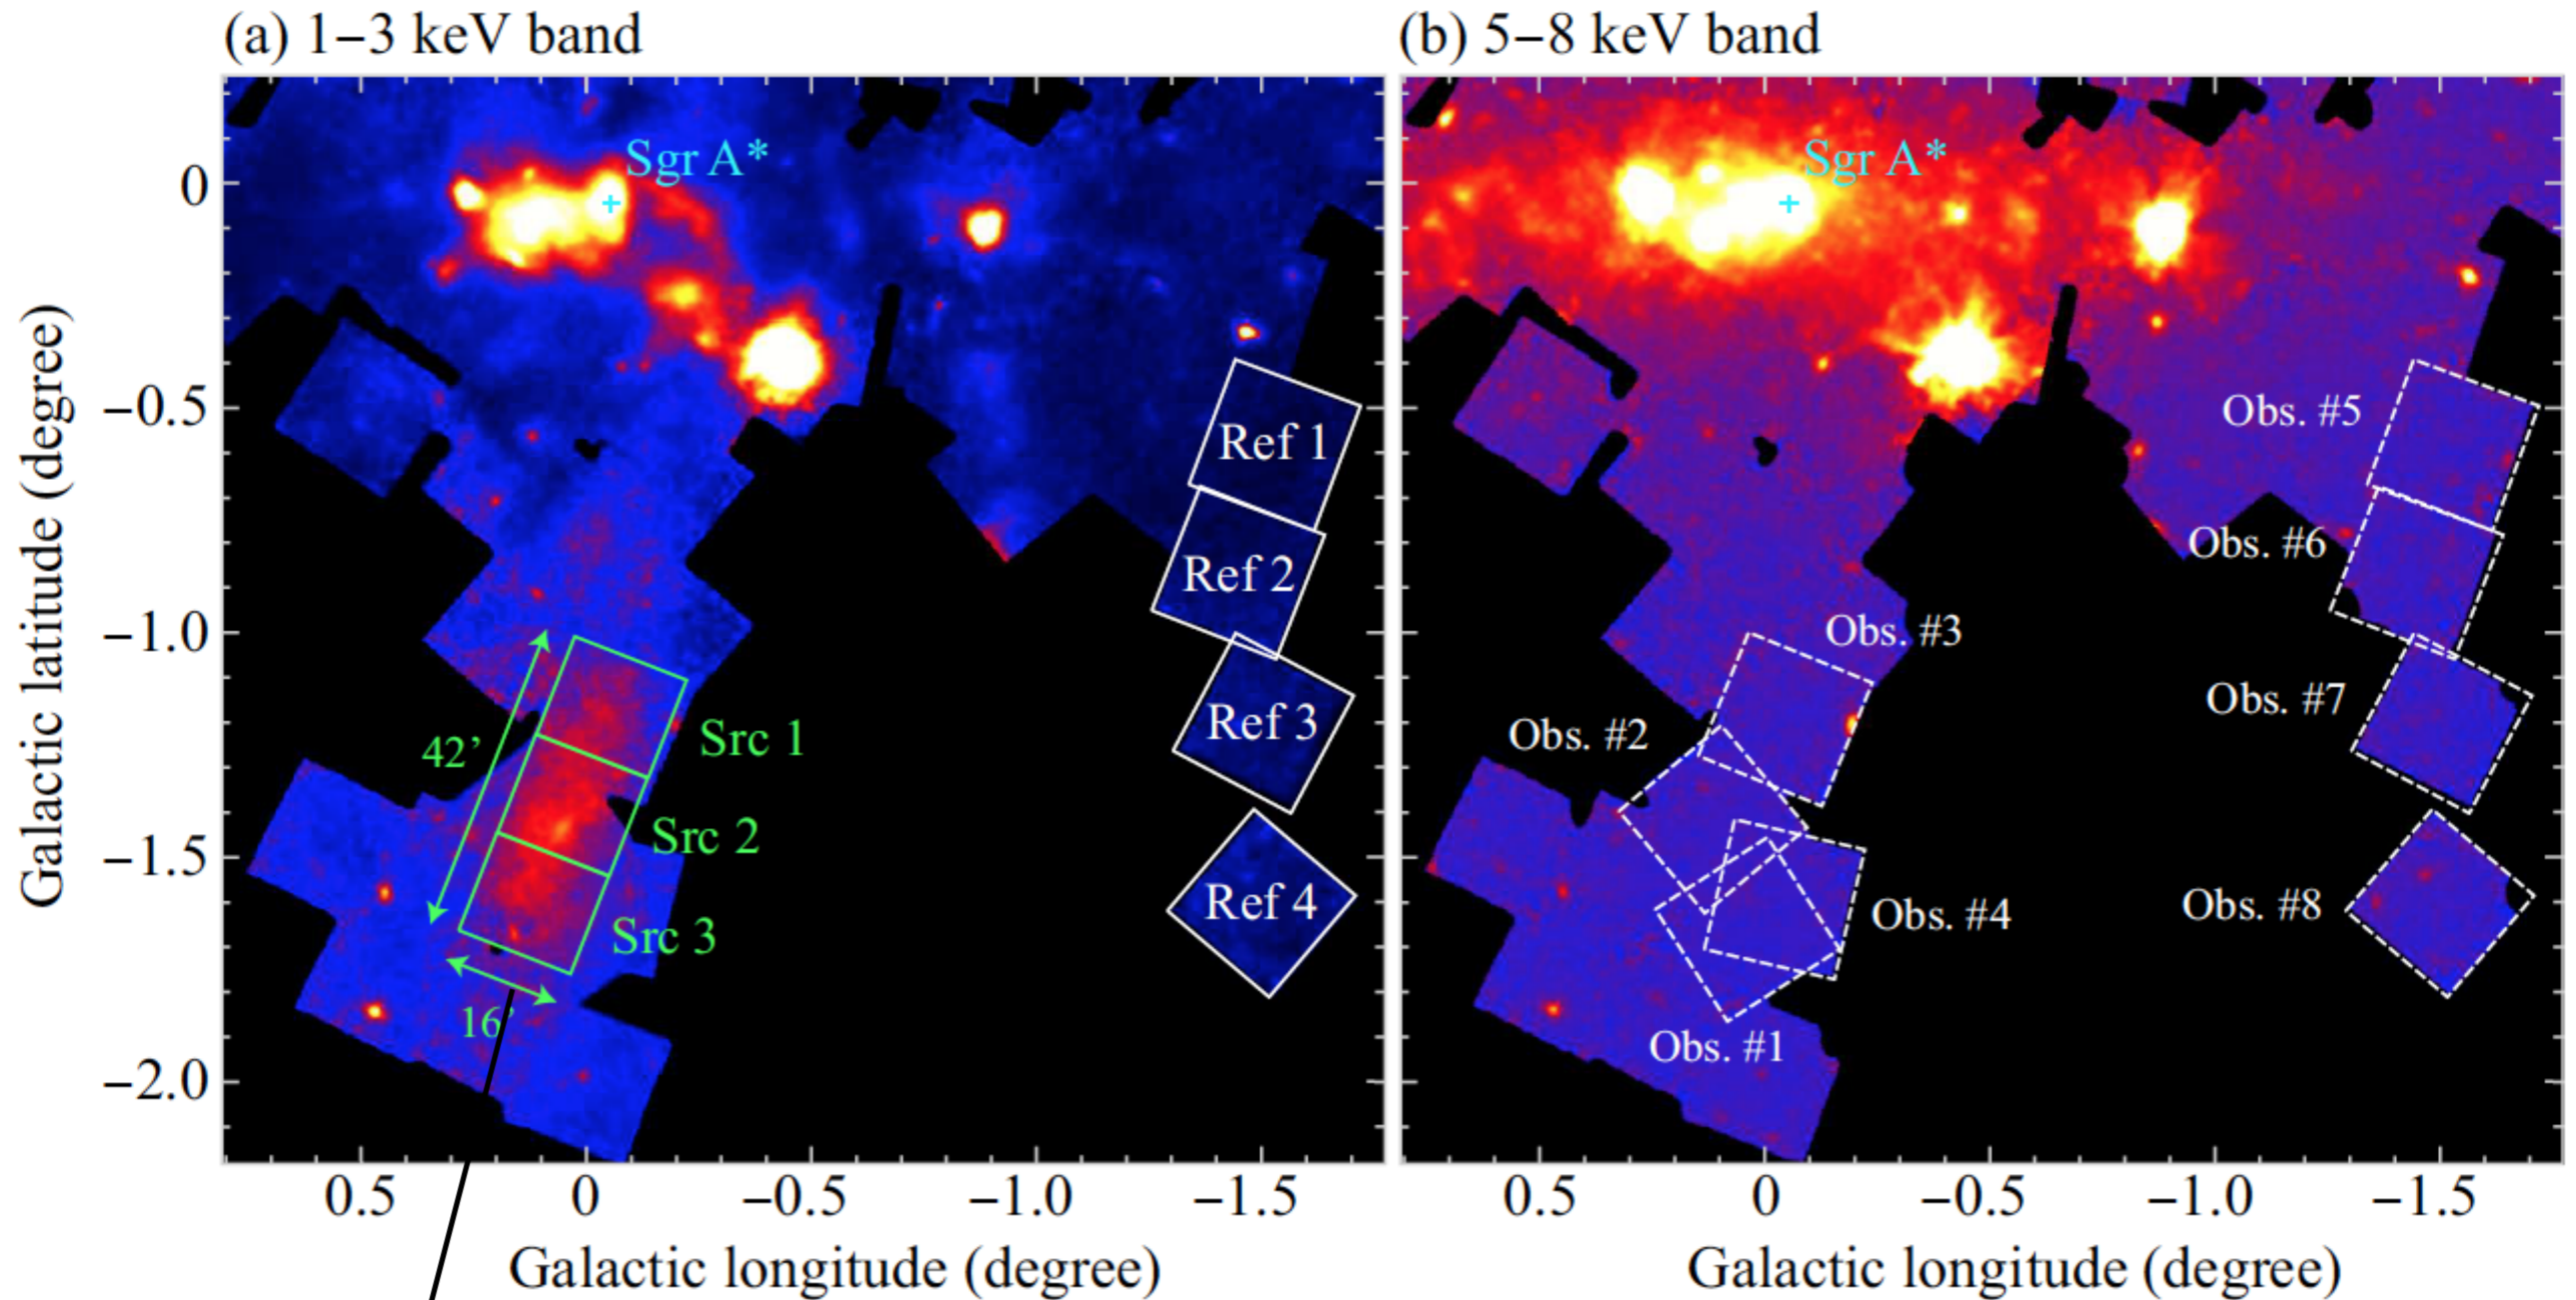 (a) 1–3 keV band
(b) 5–8 keV band
Galactic latitude (degree)
0
−0.5
−1.0
−1.5
−2.0
Sgr A*
Ref 1
Ref 2
Ref 3
Ref 4
42’
Src 1
Src 2
Src 3
16’
0.5 0 −0.5 −1.0 −1.5
Galactic longitude (degree)
Sgr A*
Obs. #5
Obs. #6
Obs. #3
Obs. #7
Obs. #2
Obs. #8
Obs. #4
Obs. #1
0.5 0 −0.5 −1.0 −1.5
Galactic longitude (degree)